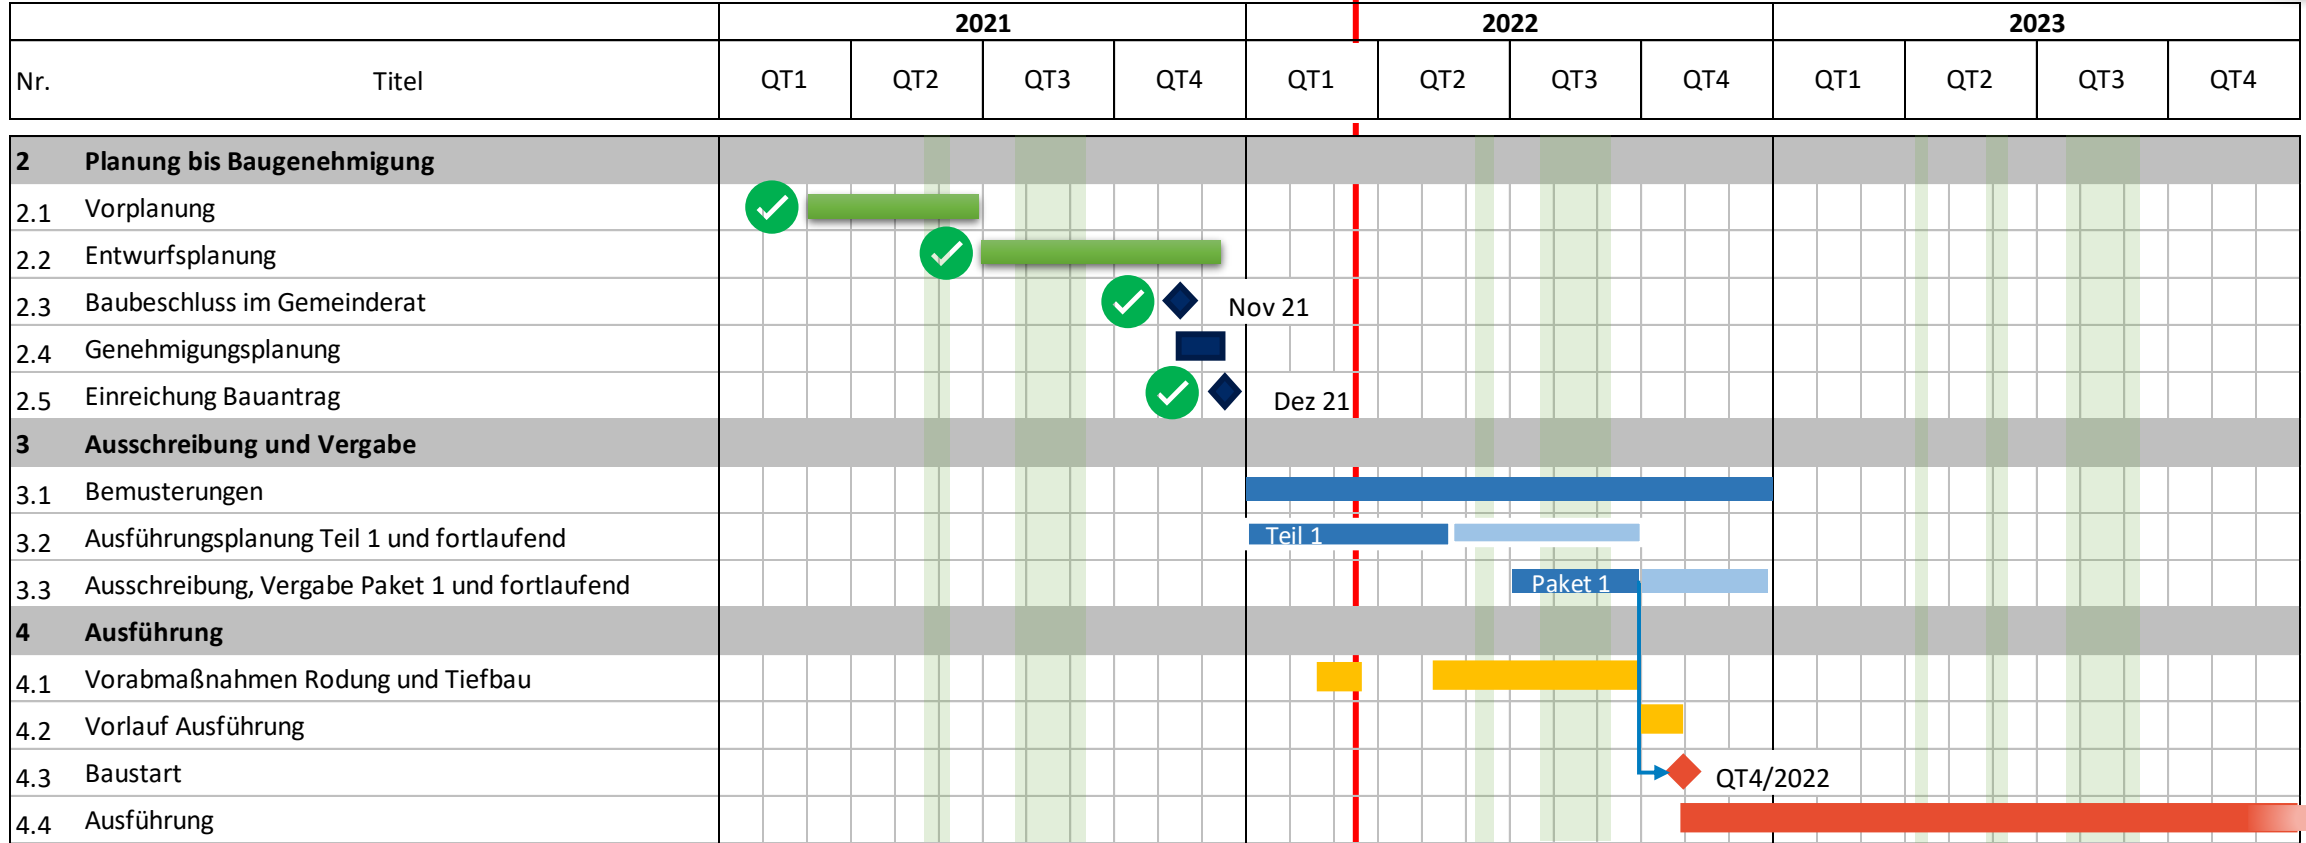 2021 2022 2023
Nr. Titel QT1 QT2 QT3 QT4 QT1 QT2 QT3 QT4 QT1 QT2 QT3 QT4
2 Planung bis Baugenehmigung
2.1 Vorplanung
2.2 Entwurfsplanung
2.3 Baubeschluss im Gemeinderat Nov 21
2.4 Genehmigungsplanung
2.5 Einreichung Bauantrag Dez 21
3 Ausschreibung und Vergabe
3.1 Bemusterungen
3.2 Ausführungsplanung Teil 1 und fortlaufend Teil 1
3.3 Ausschreibung, Vergabe Paket 1 und fortlaufend Paket 1
4 Ausführung
4.1 Vorabmaßnahmen Rodung und Tiefbau
4.2 Vorlauf Ausführung
4.3 Baustart QT4/2022
4.4 Ausführung